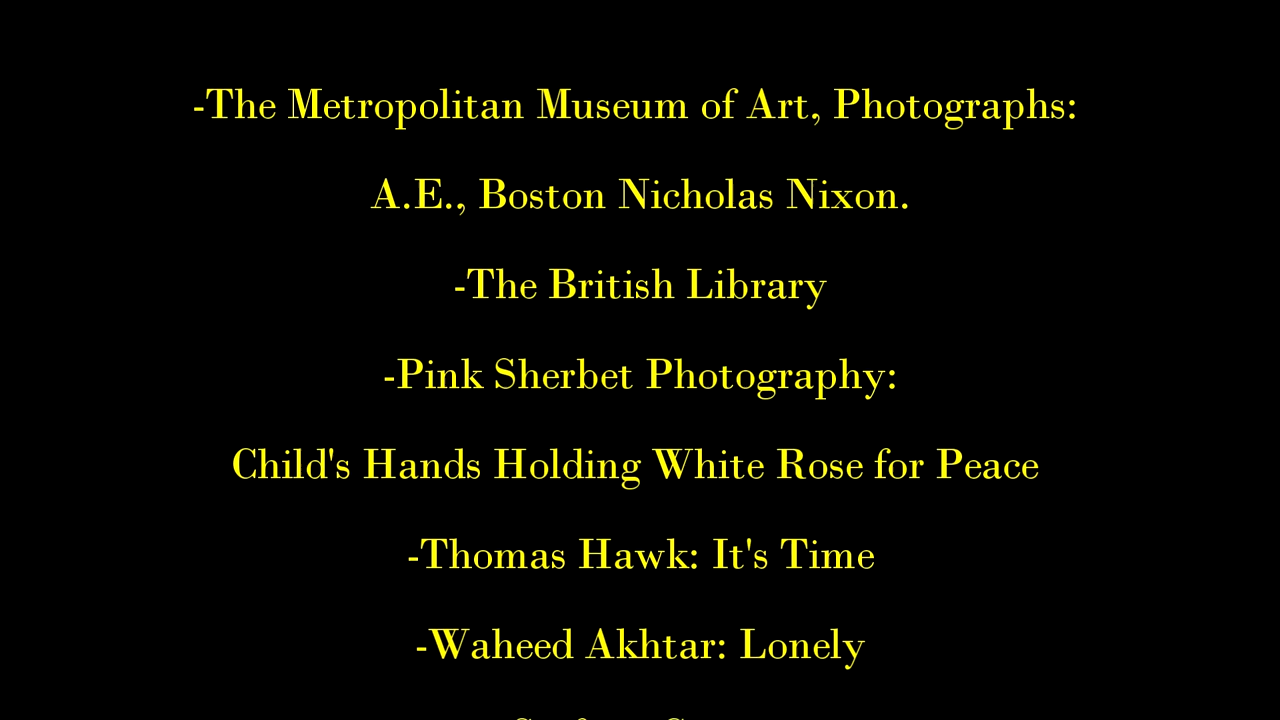 -The Metropolitan Museum of Art, Photographs:
A.E., Boston Nicholas Nixon.
-The British Library
-Pink Sherbet Photography:
Child's Hands Holding White Rose for Peace
-Thomas Hawk: It's Time
-Waheed Akhtar: Lonely